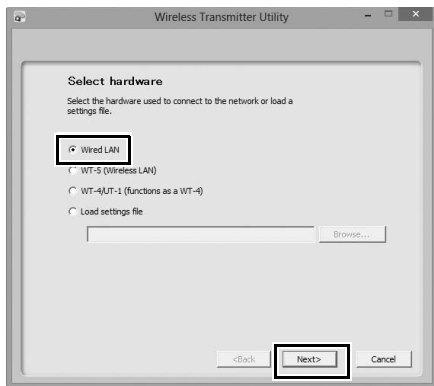 Wireless Transmitter Utility
Select hardware
Select the hardware used to connect to the network or load a
settings file.
Wired LAN
WT-5 (Wireless LAN)
WT-4/UT-1 (functions as a WT-4)
Load settings file
Browse...
<Back
Next>
Cancel